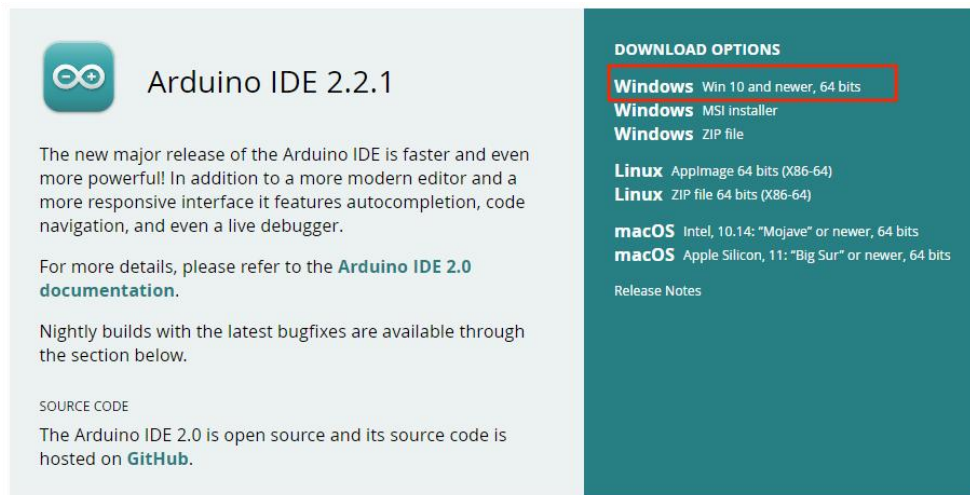 Arduino IDE 2.2.1
The new major release of the Arduino IDE is faster and even
more powerful! In addition to a more modern editor and a
more responsive interface it features autocompletion, code
navigation, and even a live debugger.
For more details, please refer to the Arduino IDE 2.0
documentation.
Nightly builds with the latest bugfixes are available through
the section below.
SOURCE CODE
The Arduino IDE 2.0 is open source and its source code is
hosted on GitHub.
DOWNLOAD OPTIONS
Windows Win 10 and newer, 64 bits
Windows MSI installer
Windows ZIP file
Linux AppImage 64 bits (X86-64)
Linux ZIP file 64 bits (X86-64)
macOS Intel, 10.14: “Mojave” or newer, 64 bits
macOS Apple Silicon, 11: “Big Sur” or newer, 64 bits
Release Notes